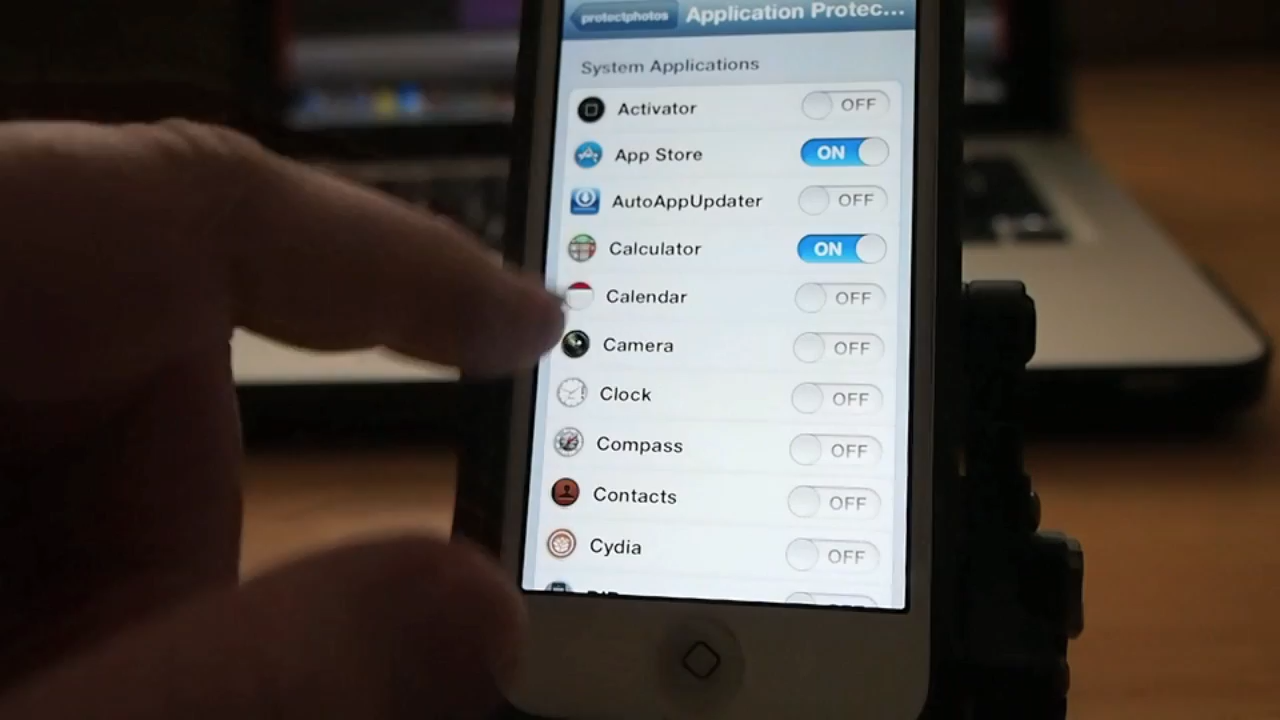 protectphotos Application Protec...
System Applications
Activator OFF
App Store ON
AutoAppUpdater OFF
Calculator ON
Calendar OFF
Camera OFF
Clock OFF
Compass OFF
Contacts OFF
Cydia OFF